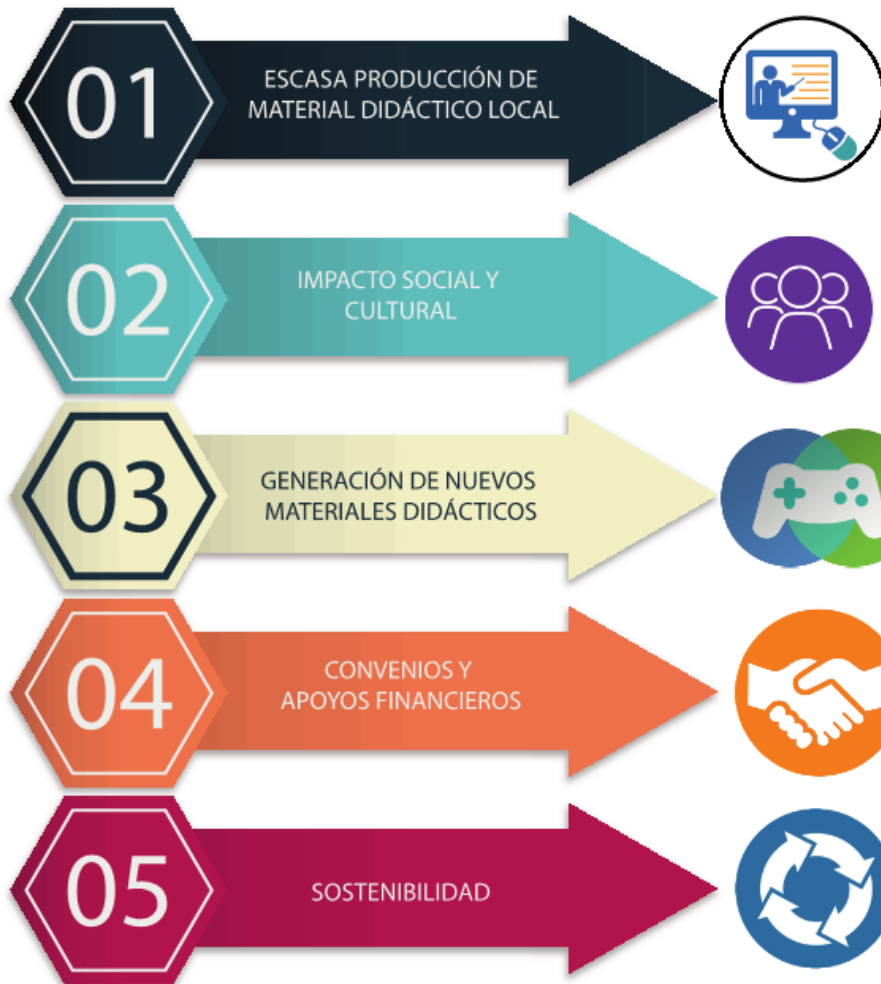 01
ESCASA PRODUCCIÓN DE
MATERIAL DIDÁCTICO LOCAL
02
IMPACTO SOCIAL Y
CULTURAL
03
GENERACIÓN DE NUEVOS
MATERIALES DIDÁCTICOS
04
CONVENIOS Y
APOYOS FINANCIEROS
05
SOSTENIBILIDAD